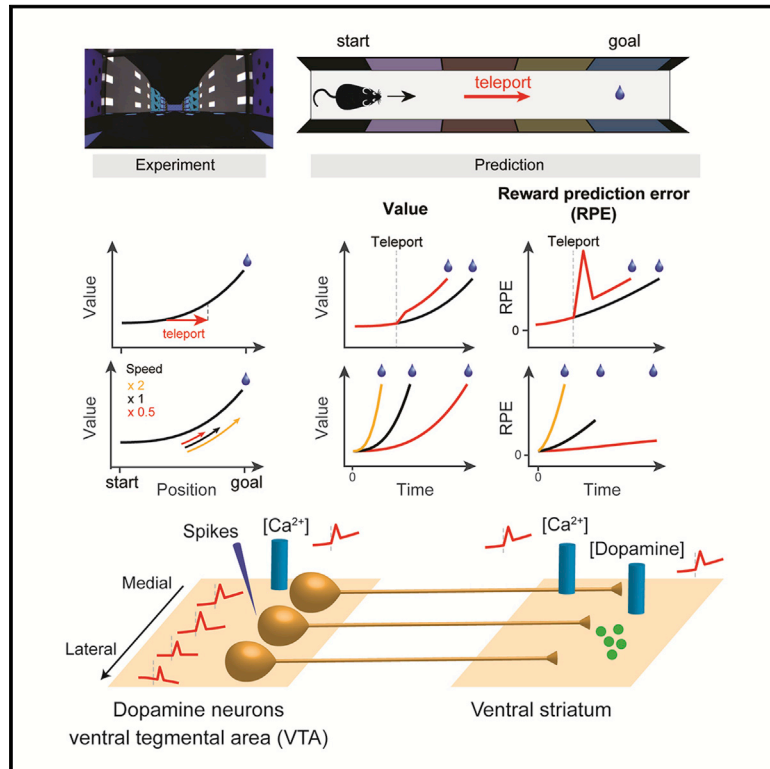 start
goal
teleport
Experiment
Prediction
Value
Reward prediction error
(RPE)
Value
teleport
Teleport
Value
Teleport
RPE
0
Value
Speed
x 2
x 1
x 0.5
start
goal
Position
Value
0
Time
RPE
0
0
Time
Spikes
[Ca²⁺]
[Ca²⁺]
[Dopamine]
Medial
Lateral
Dopamine neurons
ventral tegmental area (VTA)
Ventral striatum